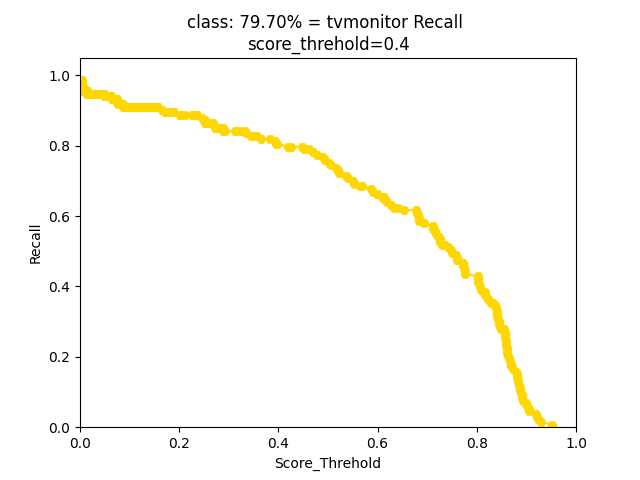 class: 79.70% = tvmonitor Recall
score_threhold=0.4
1.0
0.8
0.6
0.4
0.2
0.0
Recall
0.0 0.2 0.4 0.6 0.8 1.0
Score_Threhold